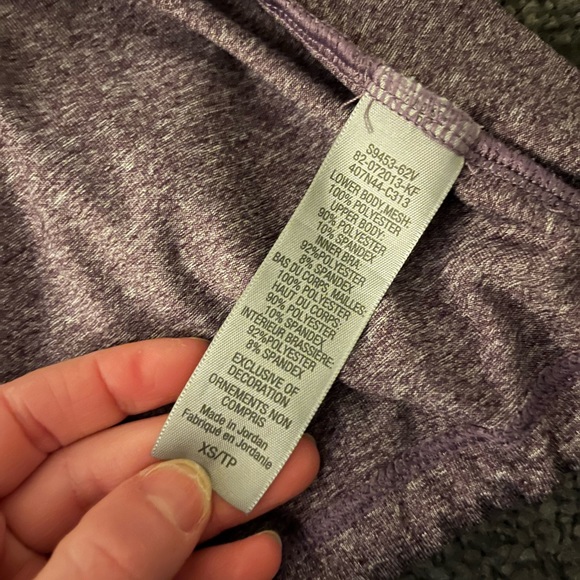 S9453-62V
82-072013-KF
407N44-C313
LOWER BODY MESH:
100% POLYESTER
UPPER BODY:
90% POLYESTER
10% SPANDEX
INNER BRA:
92%POLYESTER
8% SPANDEX
BAS DU CORPS, MAILLES:
100% POLYESTER
HAUT DU CORPS:
90% POLYESTER
10% SPANDEX
INTÉRIEUR BRASSIÈRE:
92%POLYESTER
8% SPANDEX
EXCLUSIVE OF
DECORATION
ORNEMENTS NON
COMPRIS
Made in Jordan
Fabriqué en Jordanie
XS/TP